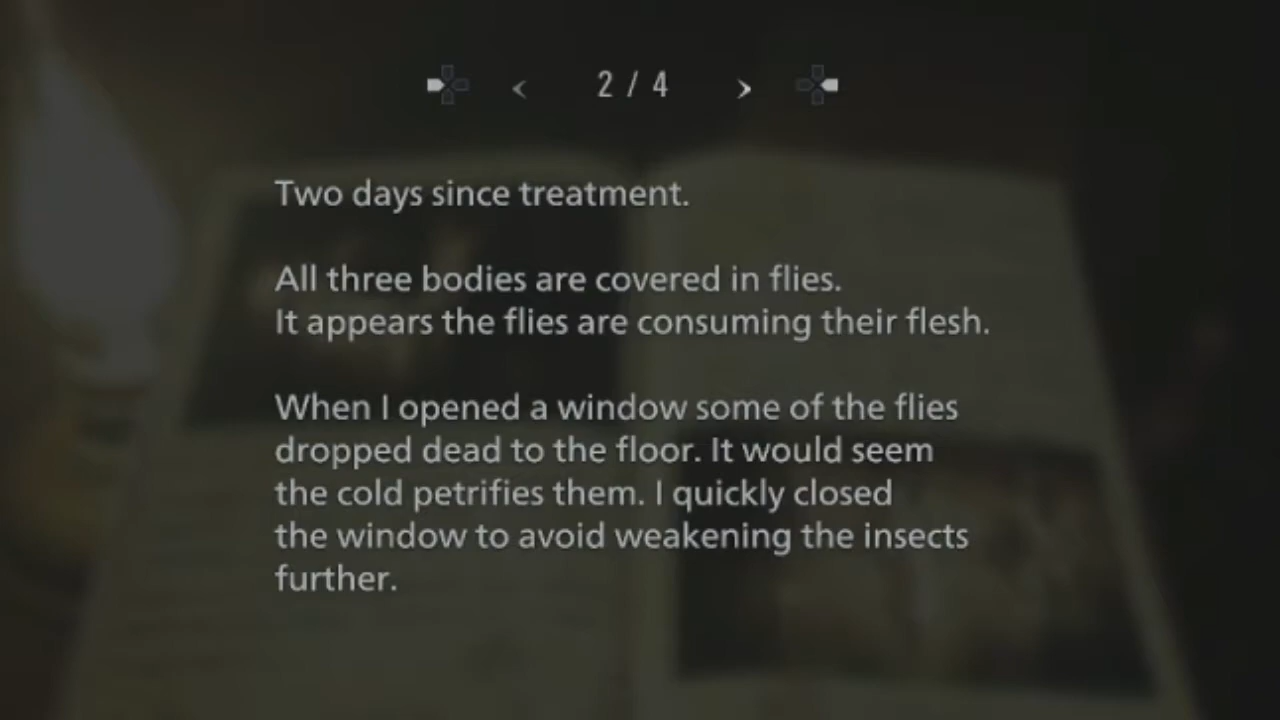 < 2 / 4 >
Two days since treatment.
All three bodies are covered in flies.
It appears the flies are consuming their flesh.
When I opened a window some of the flies
dropped dead to the floor. It would seem
the cold petrifies them. I quickly closed
the window to avoid weakening the insects
further.